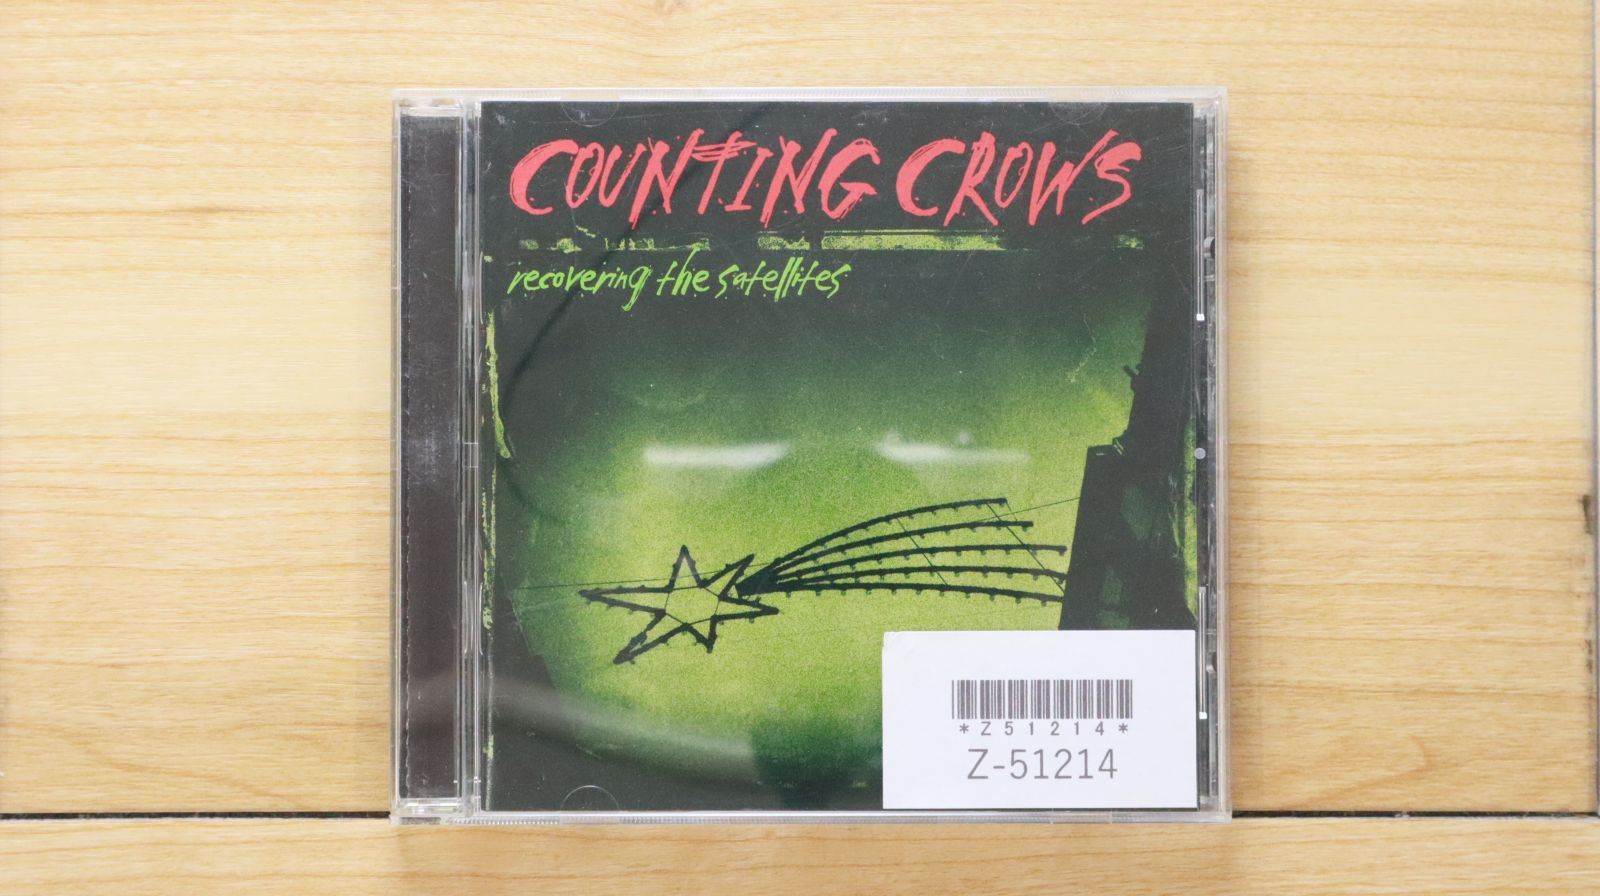 COUNTING CROWS
recovering the satellites
*Z51214*
Z-51214